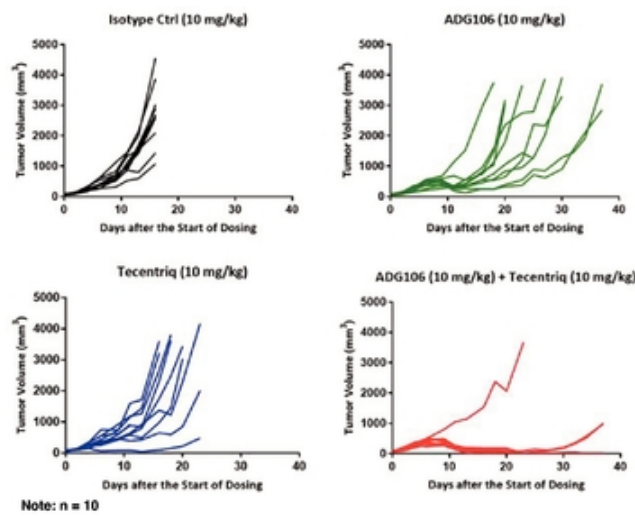 Isotype Ctrl (10 mg/kg)
Tumor Volume (mm³)
5000
4000
3000
2000
1000
0
0 10 20 30 40
Days after the Start of Dosing
ADG106 (10 mg/kg)
Tumor Volume (mm³)
5000
4000
3000
2000
1000
0
0 10 20 30 40
Days after the Start of Dosing
Tecentriq (10 mg/kg)
Tumor Volume (mm³)
5000
4000
3000
2000
1000
0
0 10 20 30 40
Days after the Start of Dosing
ADG106 (10 mg/kg) + Tecentriq (10 mg/kg)
Tumor Volume (mm³)
5000
4000
3000
2000
1000
0
0 10 20 30 40
Days after the Start of Dosing
Note: n = 10